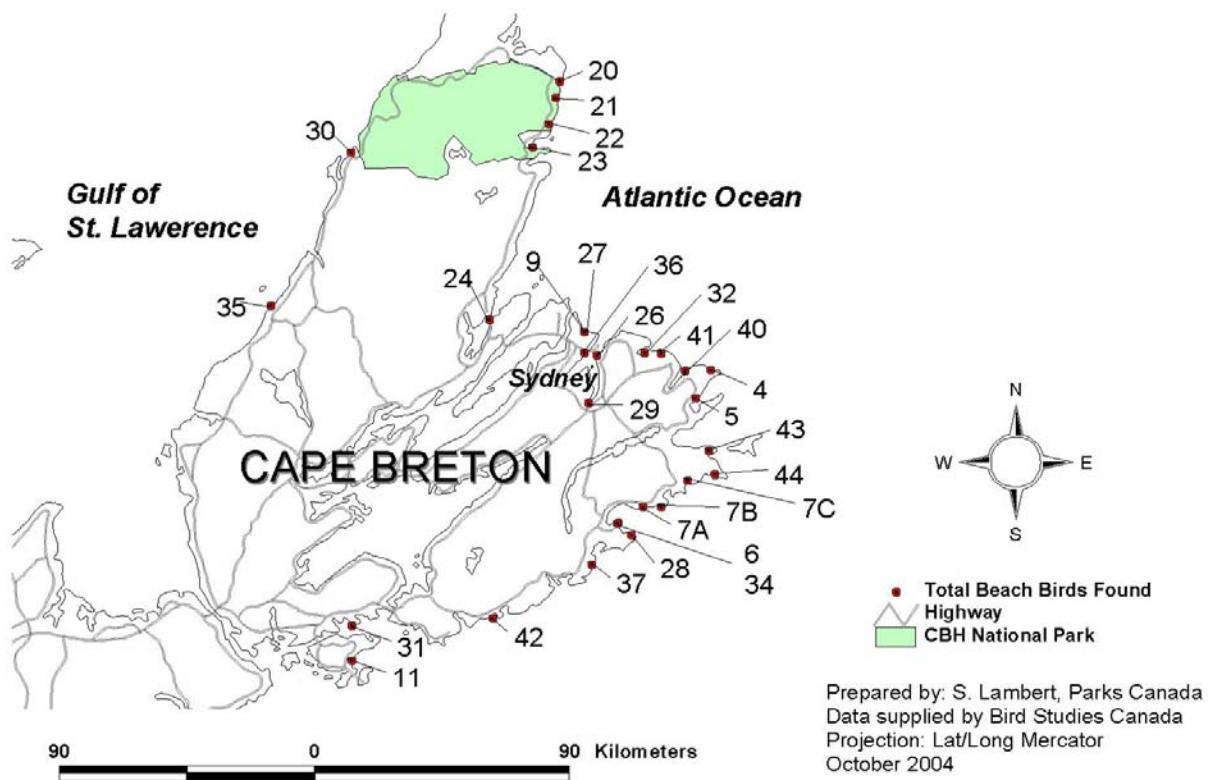 20
21
22
23
30
Gulf of
St. Lawerence
Atlantic Ocean
9
27
36
24
32
26
41
40
35
Sydney
4
5
29
43
CAPE BRETON
44
7C
7B
7A
6
34
28
37
42
31
11
N
W
E
S
Total Beach Birds Found
Highway
CBH National Park
90
0
90
Kilometers
Prepared by: S. Lambert, Parks Canada
Data supplied by Bird Studies Canada
Projection: Lat/Long Mercator
October 2004